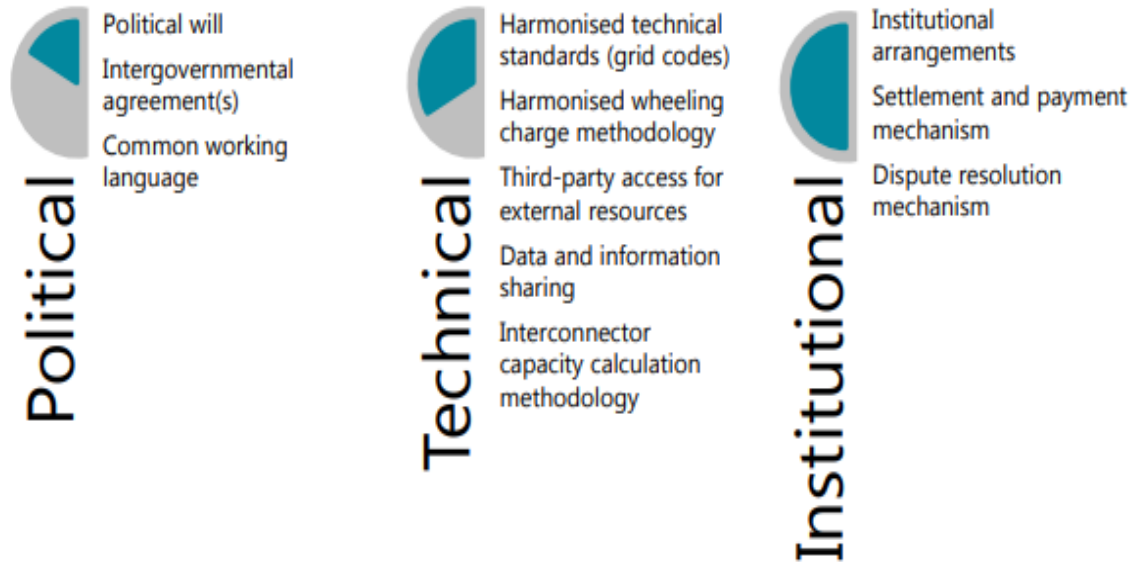 Political
Political will
Intergovernmental
agreement(s)
Common working
language
Technical
Harmonised technical
standards (grid codes)
Harmonised wheeling
charge methodology
Third-party access for
external resources
Data and information
sharing
Interconnector
capacity calculation
methodology
Institutional
Institutional
arrangements
Settlement and payment
mechanism
Dispute resolution
mechanism